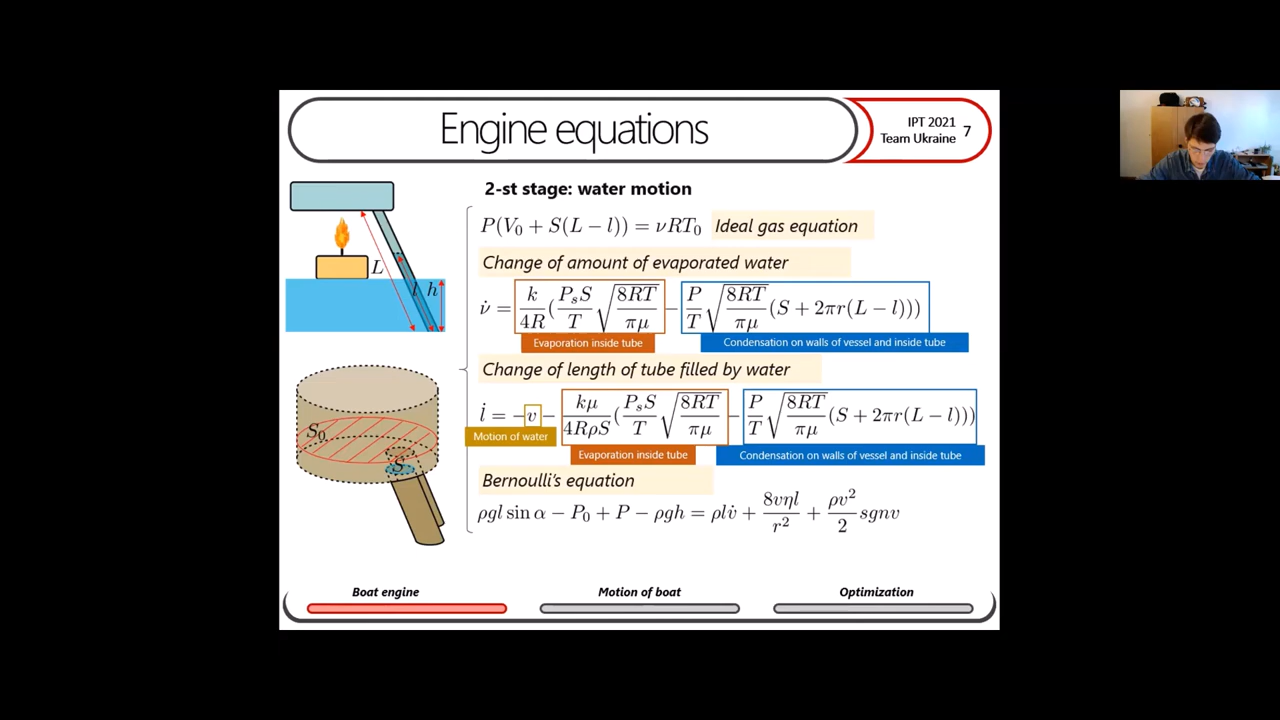 Engine equations
IPT 2021
Team Ukraine 7
2-st stage: water motion
P(V₀ + S(L − l)) = νRT₀ Ideal gas equation
Change of amount of evaporated water
ν̇ = k/4R (PₛS/T √(8RT/πμ) − P/T √(8RT/πμ) (S + 2πr(L − l)))
Evaporation inside tube
Condensation on walls of vessel and inside tube
Change of length of tube filled by water
l̇ = −v − kμ/4RρS (PₛS/T √(8RT/πμ) − P/T √(8RT/πμ) (S + 2πr(L − l)))
Motion of water
Evaporation inside tube
Condensation on walls of vessel and inside tube
Bernoulli's equation
ρgl sin α − P₀ + P − ρgh = ρlv̇ + 8vηl/r² + ρv²/2 sgnv
L
l
h
S₀
S
Boat engine
Motion of boat
Optimization